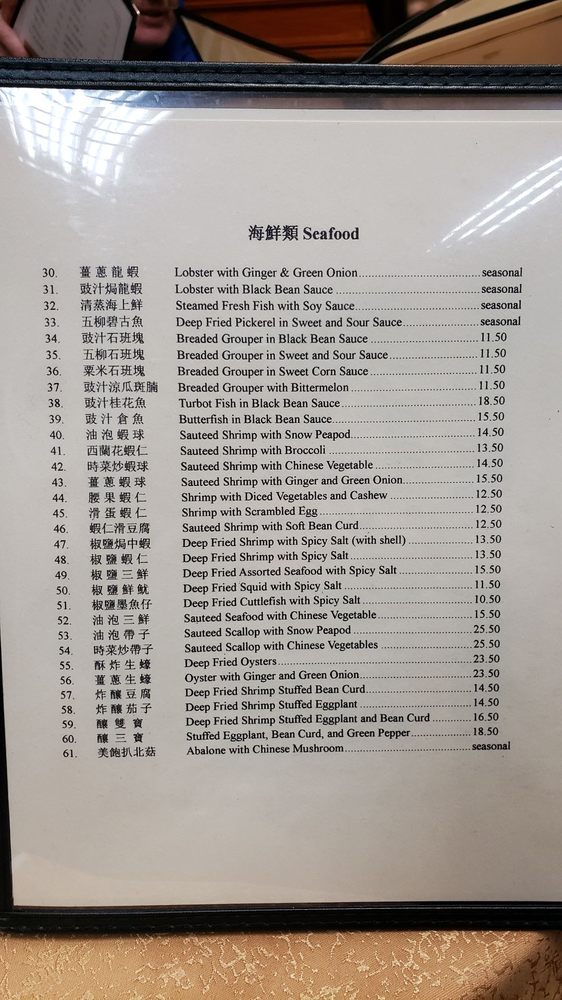 海鮮類 Seafood
30. 薑蔥龍蝦 Lobster with Ginger & Green Onion seasonal
31. 豉汁焗龍蝦 Lobster with Black Bean Sauce seasonal
32. 清蒸海上鮮 Steamed Fresh Fish with Soy Sauce seasonal
33. 五柳碧古魚 Deep Fried Pickerel in Sweet and Sour Sauce seasonal
34. 豉汁石班塊 Breaded Grouper in Black Bean Sauce 11.50
35. 五柳石班塊 Breaded Grouper in Sweet and Sour Sauce 11.50
36. 粟米石班塊 Breaded Grouper in Sweet Corn Sauce 11.50
37. 豉汁涼瓜斑腩 Breaded Grouper with Bittermelon 11.50
38. 豉汁桂花魚 Turbot Fish in Black Bean Sauce 18.50
39. 豉汁倉魚 Butterfish in Black Bean Sauce 15.50
40. 油泡蝦球 Sauteed Shrimp with Snow Peapod 14.50
41. 西蘭花蝦仁 Sauteed Shrimp with Broccoli 13.50
42. 時菜炒蝦球 Sauteed Shrimp with Chinese Vegetable 14.50
43. 薑蔥蝦球 Sauteed Shrimp with Ginger and Green Onion 15.50
44. 腰果蝦仁 Shrimp with Diced Vegetables and Cashew 12.50
45. 滑蛋蝦仁 Shrimp with Scrambled Egg 12.50
46. 蝦仁滑豆腐 Sauteed Shrimp with Soft Bean Curd 12.50
47. 椒鹽焗中蝦 Deep Fried Shrimp with Spicy Salt (with shell) 13.50
48. 椒鹽蝦仁 Deep Fried Shrimp with Spicy Salt 13.50
49. 椒鹽三鮮 Deep Fried Assorted Seafood with Spicy Salt 15.50
50. 椒鹽鮮魷 Deep Fried Squid with Spicy Salt 11.50
51. 椒鹽墨魚仔 Deep Fried Cuttlefish with Spicy Salt 10.50
52. 油泡三鮮 Sauteed Seafood with Chinese Vegetable 15.50
53. 油泡帶子 Sauteed Scallop with Snow Peapod 25.50
54. 時菜炒帶子 Sauteed Scallop with Chinese Vegetables 25.50
55. 酥炸生蠔 Deep Fried Oysters 23.50
56. 薑蔥生蠔 Oyster with Ginger and Green Onion 23.50
57. 炸釀豆腐 Deep Fried Shrimp Stuffed Bean Curd 14.50
58. 炸釀茄子 Deep Fried Shrimp Stuffed Eggplant 14.50
59. 釀雙寶 Deep Fried Shrimp Stuffed Eggplant and Bean Curd 16.50
60. 釀三寶 Stuffed Eggplant, Bean Curd, and Green Pepper 18.50
61. 美鮑扒北菇 Abalone with Chinese Mushroom seasonal